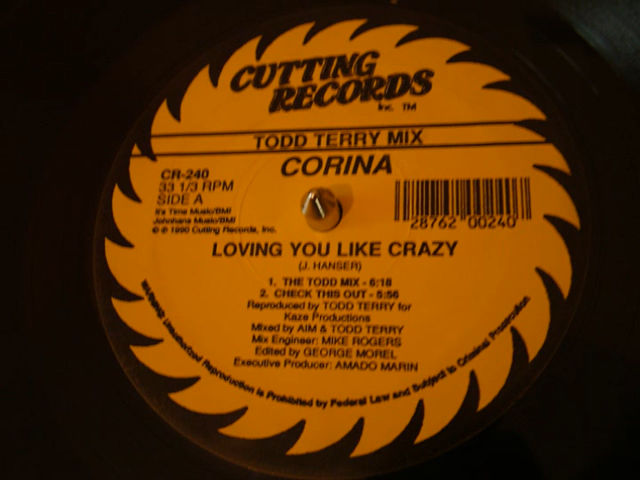 CUTTING
RECORDS
Inc. TM
TODD TERRY MIX
CORINA
CR-240
33 1/3 RPM
SIDE A
It's Time Music/BMI
Johnhans Music/BMI
℗ © 1990 Cutting Records, Inc.
28762 00240
LOVING YOU LIKE CRAZY
(J. HANSER)
1. THE TODD MIX - 6:18
2. CHECK THIS OUT - 5:56
Reproduced by TODD TERRY for
Kaze Productions
Mixed by AIM & TODD TERRY
Mix Engineer: MIKE ROGERS
Edited by GEORGE MOREL
Executive Producer: AMADO MARIN
WARNING: Unauthorized Reproduction is Prohibited by Federal Law and Subject to Criminal Prosecution